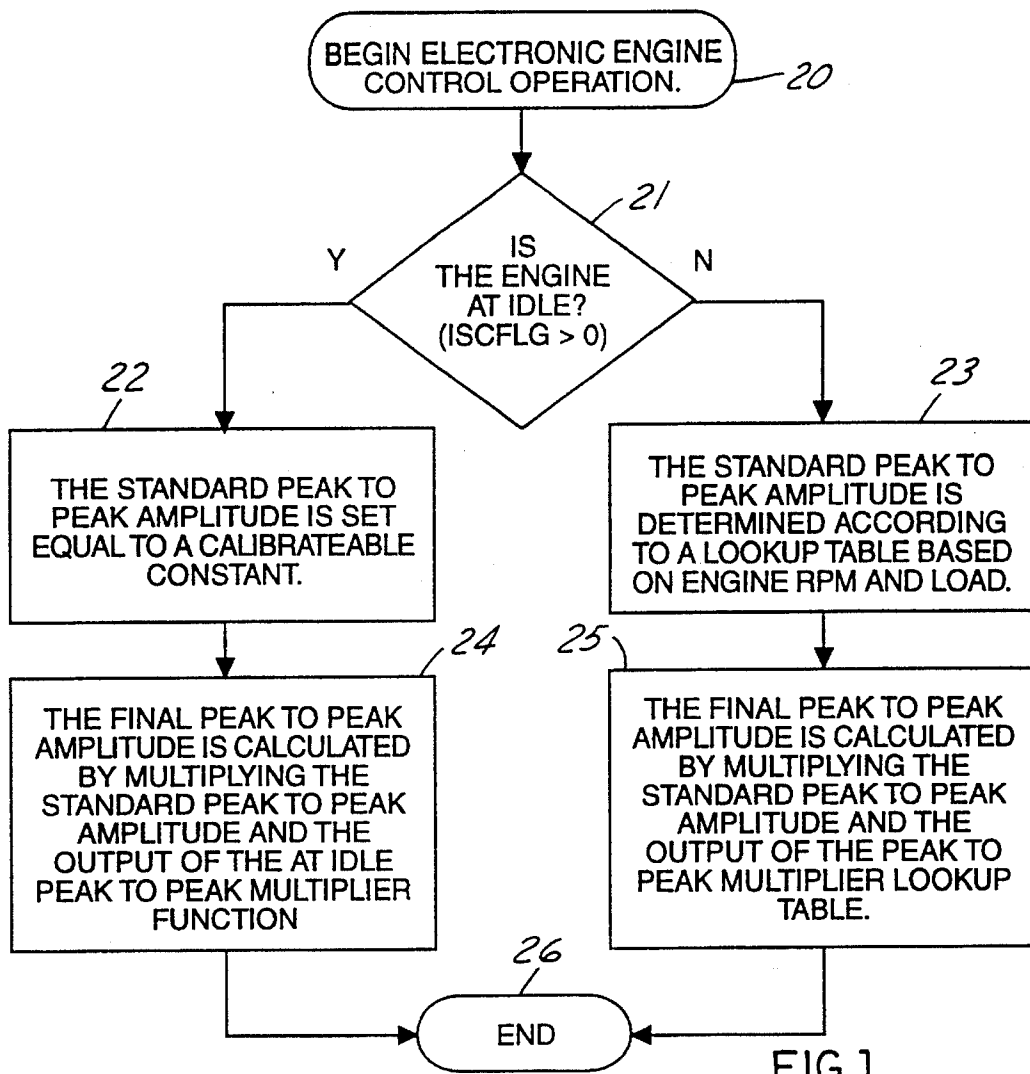 BEGIN ELECTRONIC ENGINE
CONTROL OPERATION.
20
21
IS
THE ENGINE
AT IDLE?
(ISCFLG > 0)
Y
N
22
THE STANDARD PEAK TO
PEAK AMPLITUDE IS SET
EQUAL TO A CALIBRATEABLE
CONSTANT.
23
THE STANDARD PEAK TO
PEAK AMPLITUDE IS
DETERMINED ACCORDING
TO A LOOKUP TABLE BASED
ON ENGINE RPM AND LOAD.
24
THE FINAL PEAK TO PEAK
AMPLITUDE IS CALCULATED
BY MULTIPLYING THE
STANDARD PEAK TO PEAK
AMPLITUDE AND THE
OUTPUT OF THE AT IDLE
PEAK TO PEAK MULTIPLIER
FUNCTION
25
THE FINAL PEAK TO PEAK
AMPLITUDE IS CALCULATED
BY MULTIPLYING THE
STANDARD PEAK TO PEAK
AMPLITUDE AND THE
OUTPUT OF THE PEAK TO
PEAK MULTIPLIER LOOKUP
TABLE.
26
END
FIG.1